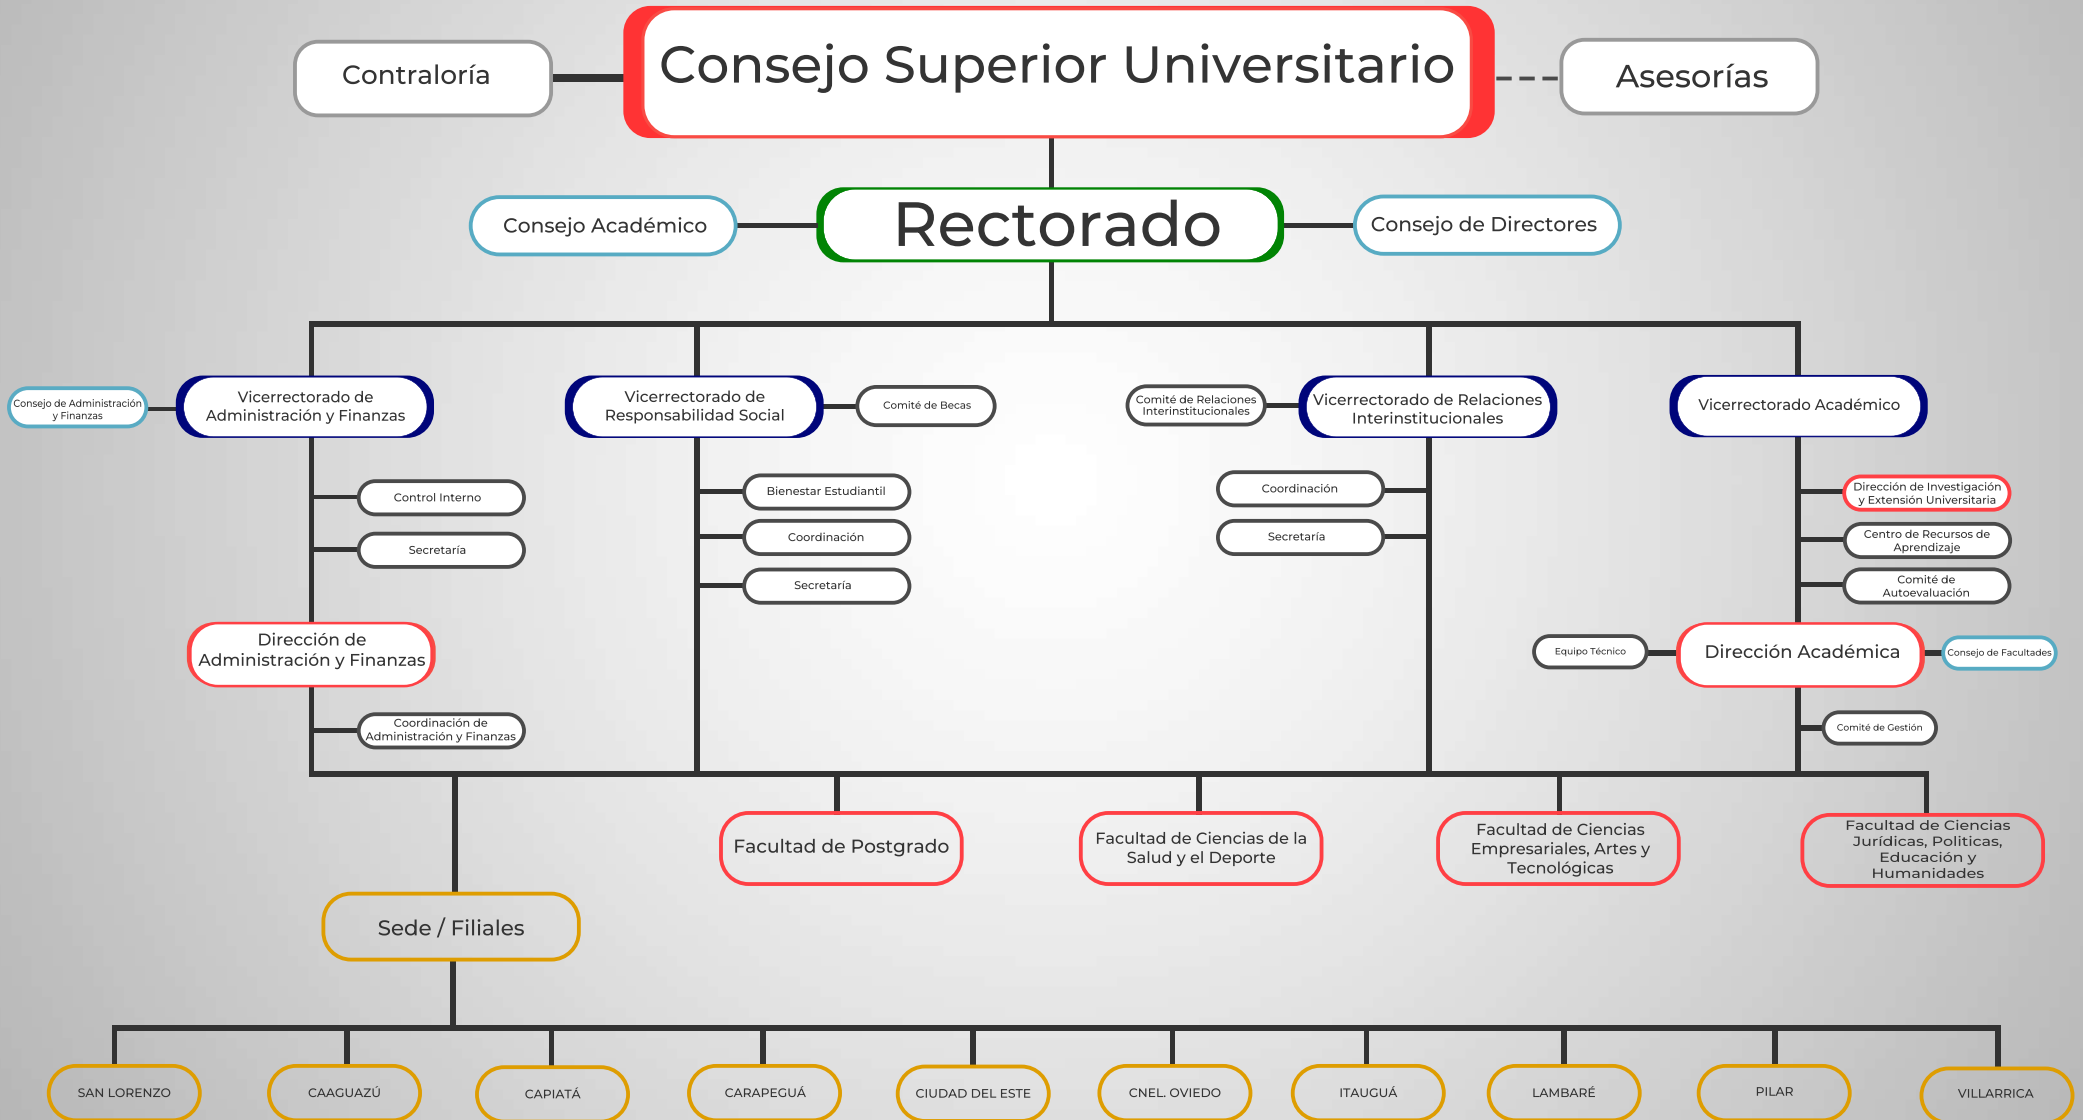 Contraloría
Consejo Superior Universitario
Asesorías
Consejo Académico
Rectorado
Consejo de Directores
Consejo de Administración
y Finanzas
Vicerrectorado de
Administración y Finanzas
Vicerrectorado de
Responsabilidad Social
Comité de Becas
Comité de Relaciones
Interinstitucionales
Vicerrectorado de Relaciones
Interinstitucionales
Vicerrectorado Académico
Control Interno
Secretaría
Bienestar Estudiantil
Coordinación
Secretaría
Coordinación
Secretaría
Dirección de Investigación
y Extensión Universitaria
Centro de Recursos de
Aprendizaje
Comité de
Autoevaluación
Dirección de
Administración y Finanzas
Equipo Técnico
Dirección Académica
Consejo de Facultades
Coordinación de
Administración y Finanzas
Comité de Gestión
Facultad de Postgrado
Facultad de Ciencias de la
Salud y el Deporte
Facultad de Ciencias
Empresariales, Artes y
Tecnológicas
Facultad de Ciencias
Jurídicas, Politicas,
Educación y
Humanidades
Sede / Filiales
SAN LORENZO
CAAGUAZÚ
CAPIATÁ
CARAPEGUÁ
CIUDAD DEL ESTE
CNEL. OVIEDO
ITAUGUÁ
LAMBARÉ
PILAR
VILLARRICA